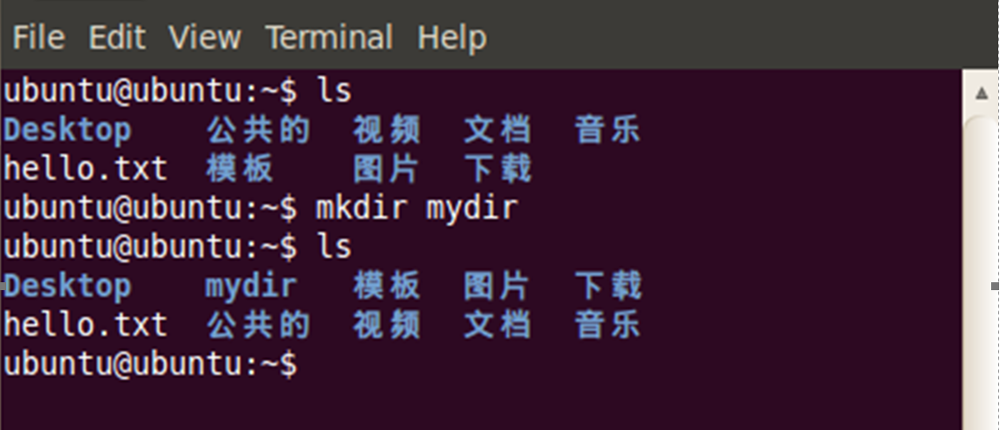 File Edit View Terminal Help
ubuntu@ubuntu:~$ ls
Desktop 公共的 视频 文档 音乐
hello.txt 模板 图片 下载
ubuntu@ubuntu:~$ mkdir mydir
ubuntu@ubuntu:~$ ls
Desktop mydir 模板 图片 下载
hello.txt 公共的 视频 文档 音乐
ubuntu@ubuntu:~$